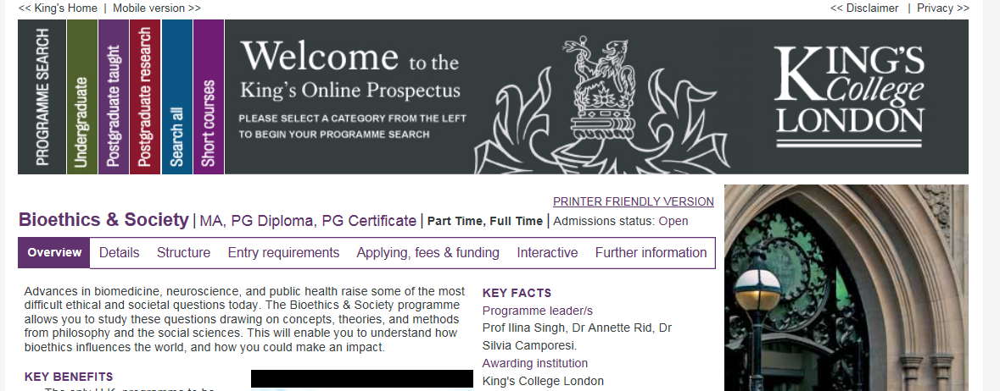 << King's Home | Mobile version >>
<< Disclaimer | Privacy >>
PROGRAMME SEARCH
Undergraduate
Postgraduate taught
Postgraduate research
Search all
Short courses
Welcome to the
King's Online Prospectus
PLEASE SELECT A CATEGORY FROM THE LEFT
TO BEGIN YOUR PROGRAMME SEARCH
KING'S
College
LONDON
PRINTER FRIENDLY VERSION
Bioethics & Society | MA, PG Diploma, PG Certificate | Part Time, Full Time | Admissions status: Open
Overview Details Structure Entry requirements Applying, fees & funding Interactive Further information
Advances in biomedicine, neuroscience, and public health raise some of the most
difficult ethical and societal questions today. The Bioethics & Society programme
allows you to study these questions drawing on concepts, theories, and methods
from philosophy and the social sciences. This will enable you to understand how
bioethics influences the world, and how you could make an impact.
KEY BENEFITS
The only U.K. programme to be
KEY FACTS
Programme leader/s
Prof Ilina Singh, Dr Annette Rid, Dr
Silvia Camporesi.
Awarding institution
King's College London